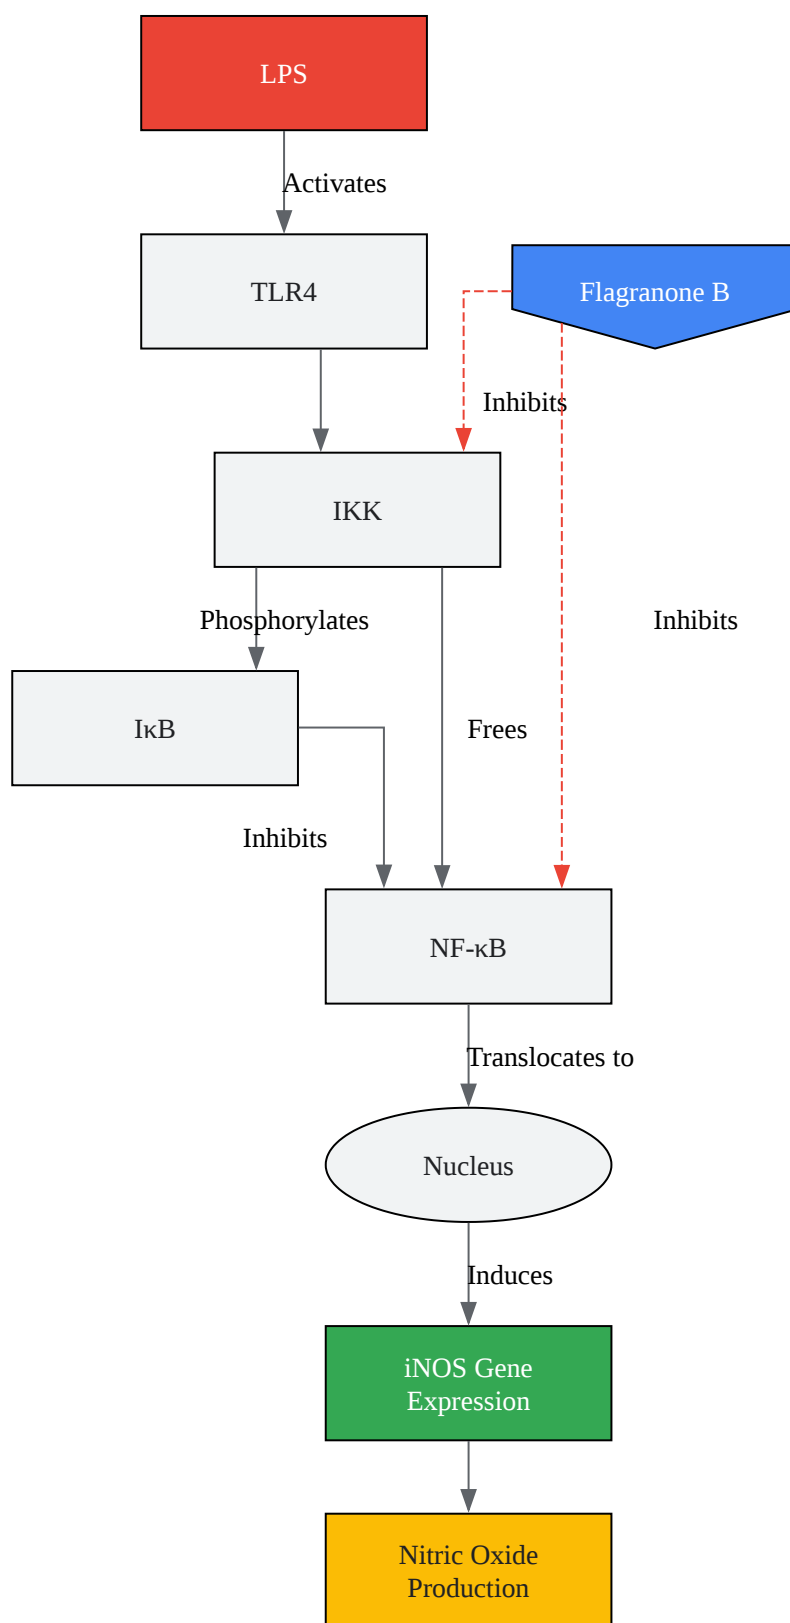 LPS
Activates
TLR4
Flagranone B
Inhibits
IKK
Phosphorylates
Inhibits
IκB
Frees
Inhibits
NF-κB
Translocates to
Nucleus
Induces
iNOS Gene
Expression
Nitric Oxide
Production